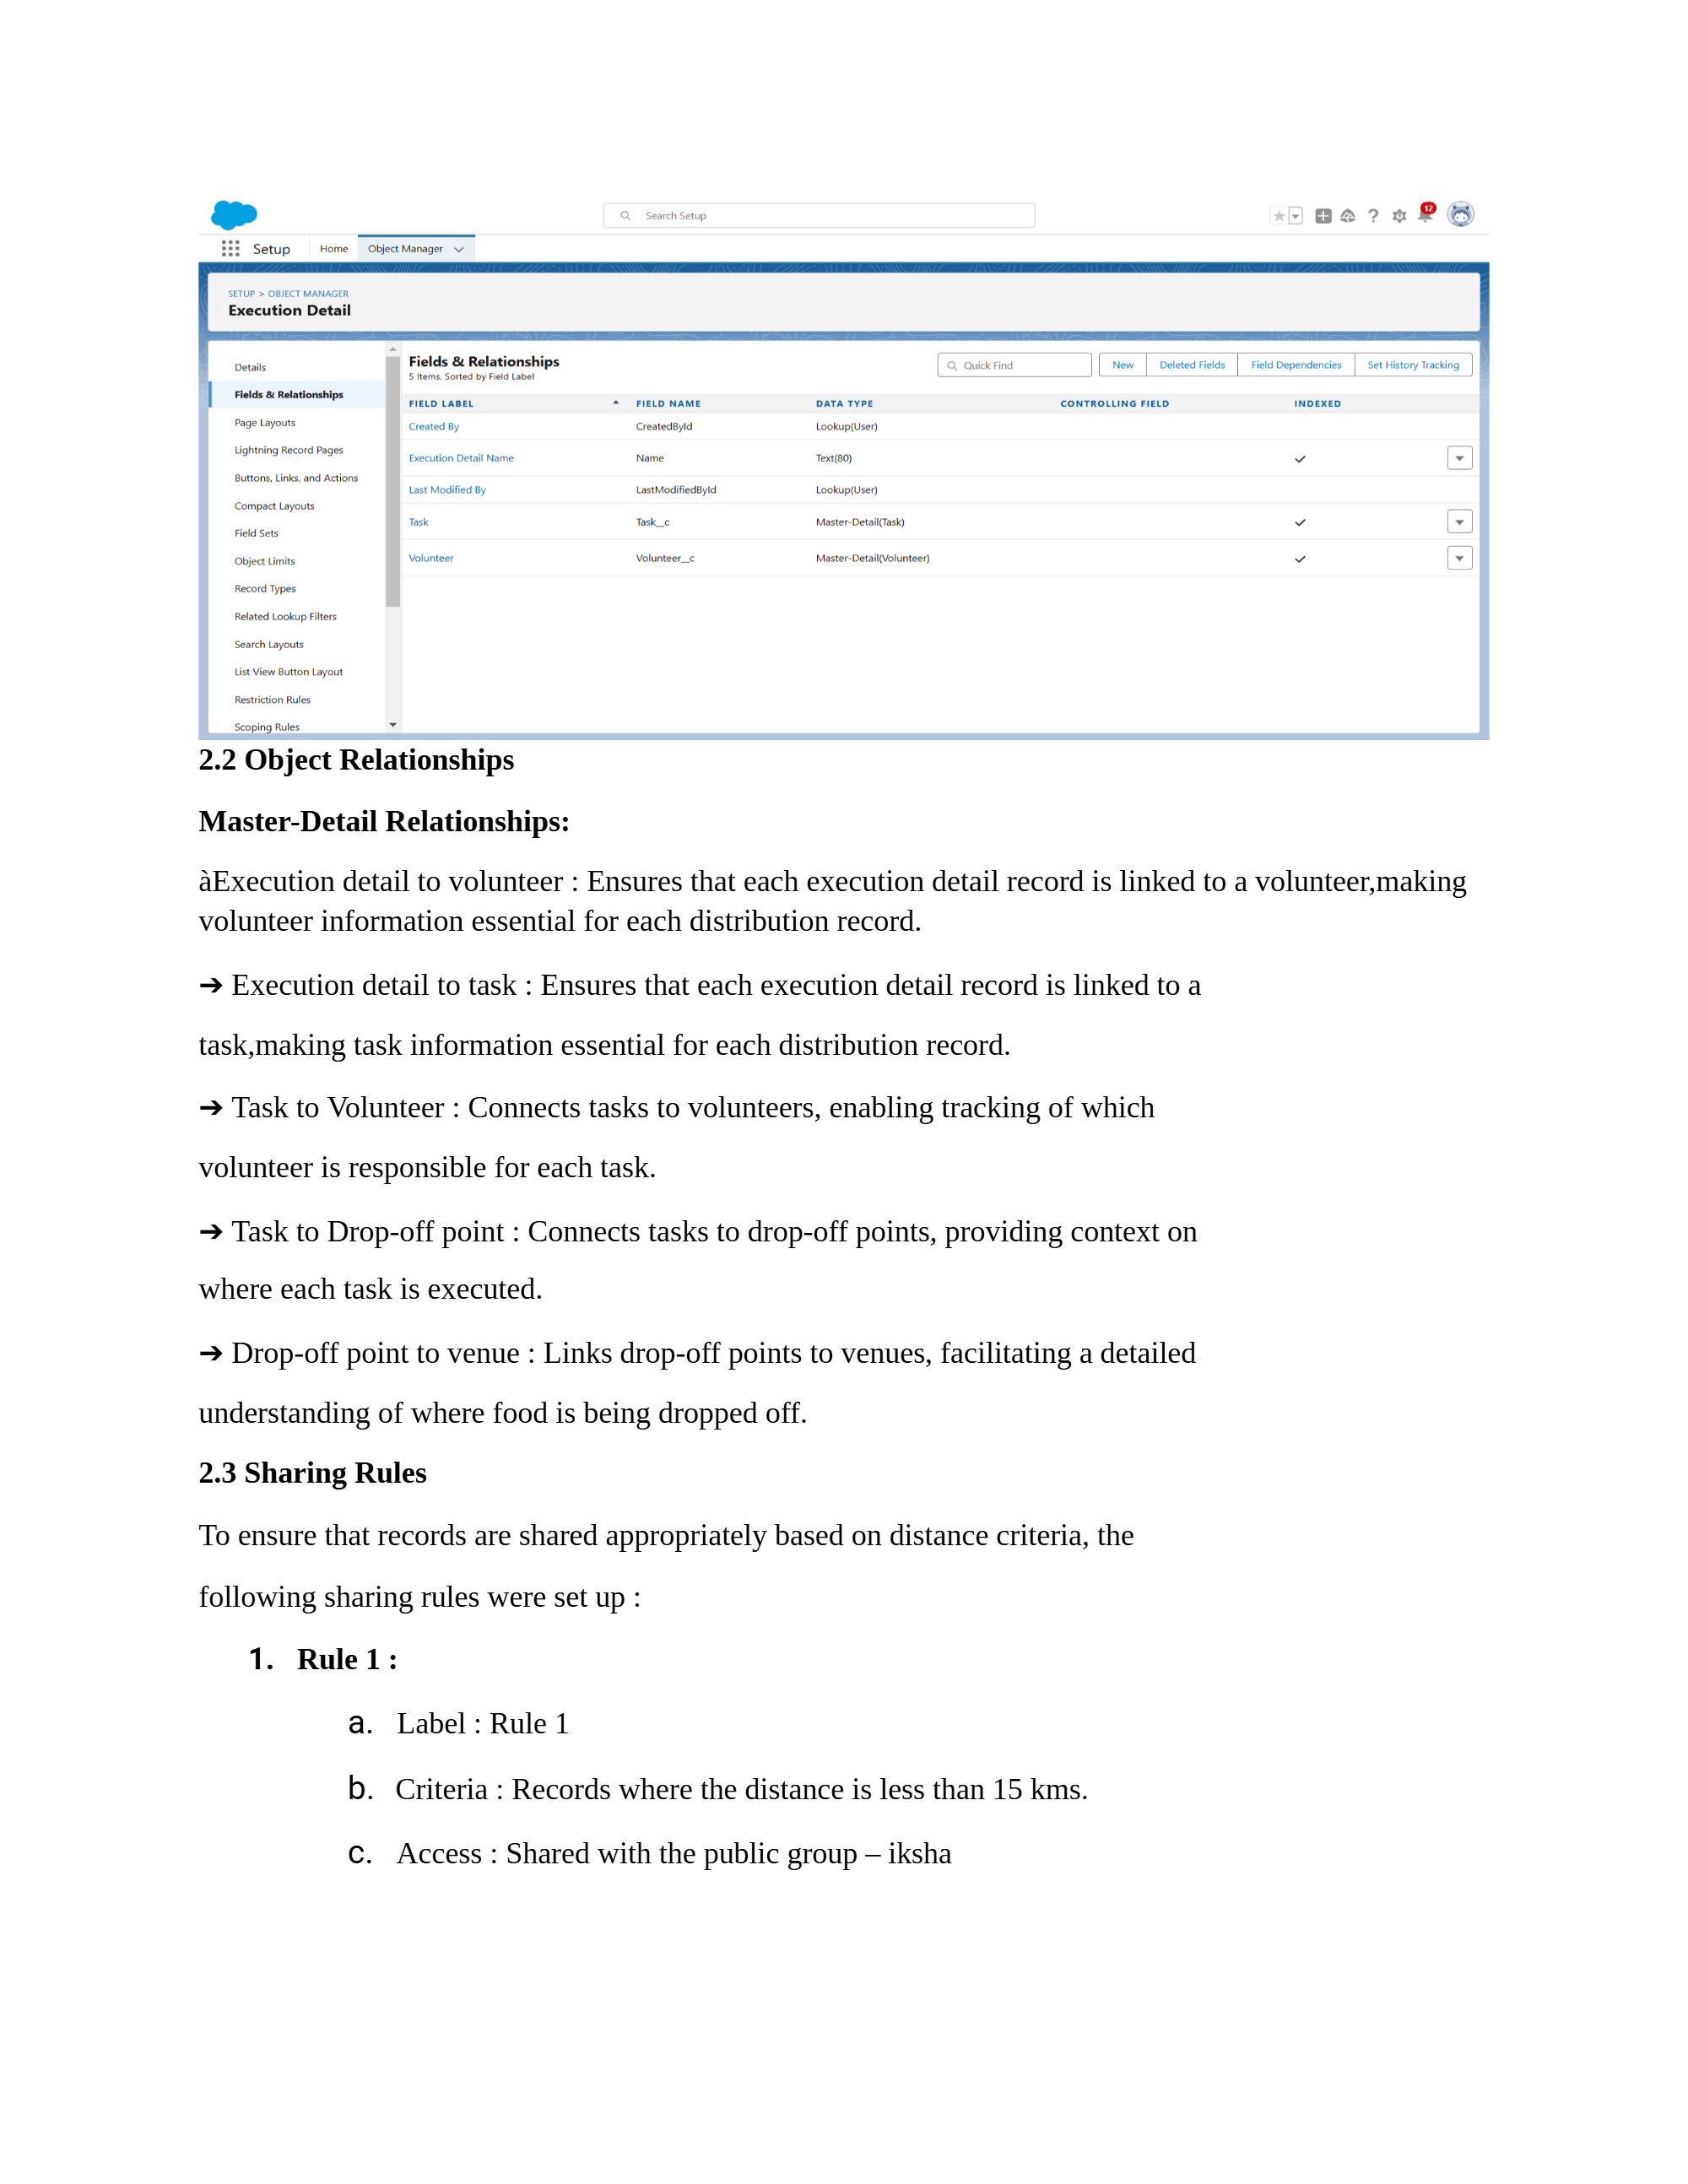 Search Setup
12
Setup Home Object Manager
SETUP > OBJECT MANAGER
Execution Detail
Details
Fields & Relationships
Page Layouts
Lightning Record Pages
Buttons, Links, and Actions
Compact Layouts
Field Sets
Object Limits
Record Types
Related Lookup Filters
Search Layouts
List View Button Layout
Restriction Rules
Scoping Rules
Fields & Relationships
5 Items, Sorted by Field Label
Quick Find New Deleted Fields Field Dependencies Set History Tracking
FIELD LABEL FIELD NAME DATA TYPE CONTROLLING FIELD INDEXED
Created By CreatedById Lookup(User)
Execution Detail Name Name Text(80)
Last Modified By LastModifiedById Lookup(User)
Task Task__c Master-Detail(Task)
Volunteer Volunteer__c Master-Detail(Volunteer)
2.2 Object Relationships
Master-Detail Relationships:
àExecution detail to volunteer : Ensures that each execution detail record is linked to a volunteer,making
volunteer information essential for each distribution record.
➔ Execution detail to task : Ensures that each execution detail record is linked to a
task,making task information essential for each distribution record.
➔ Task to Volunteer : Connects tasks to volunteers, enabling tracking of which
volunteer is responsible for each task.
➔ Task to Drop-off point : Connects tasks to drop-off points, providing context on
where each task is executed.
➔ Drop-off point to venue : Links drop-off points to venues, facilitating a detailed
understanding of where food is being dropped off.
2.3 Sharing Rules
To ensure that records are shared appropriately based on distance criteria, the
following sharing rules were set up :
1. Rule 1 :
a. Label : Rule 1
b. Criteria : Records where the distance is less than 15 kms.
c. Access : Shared with the public group – iksha